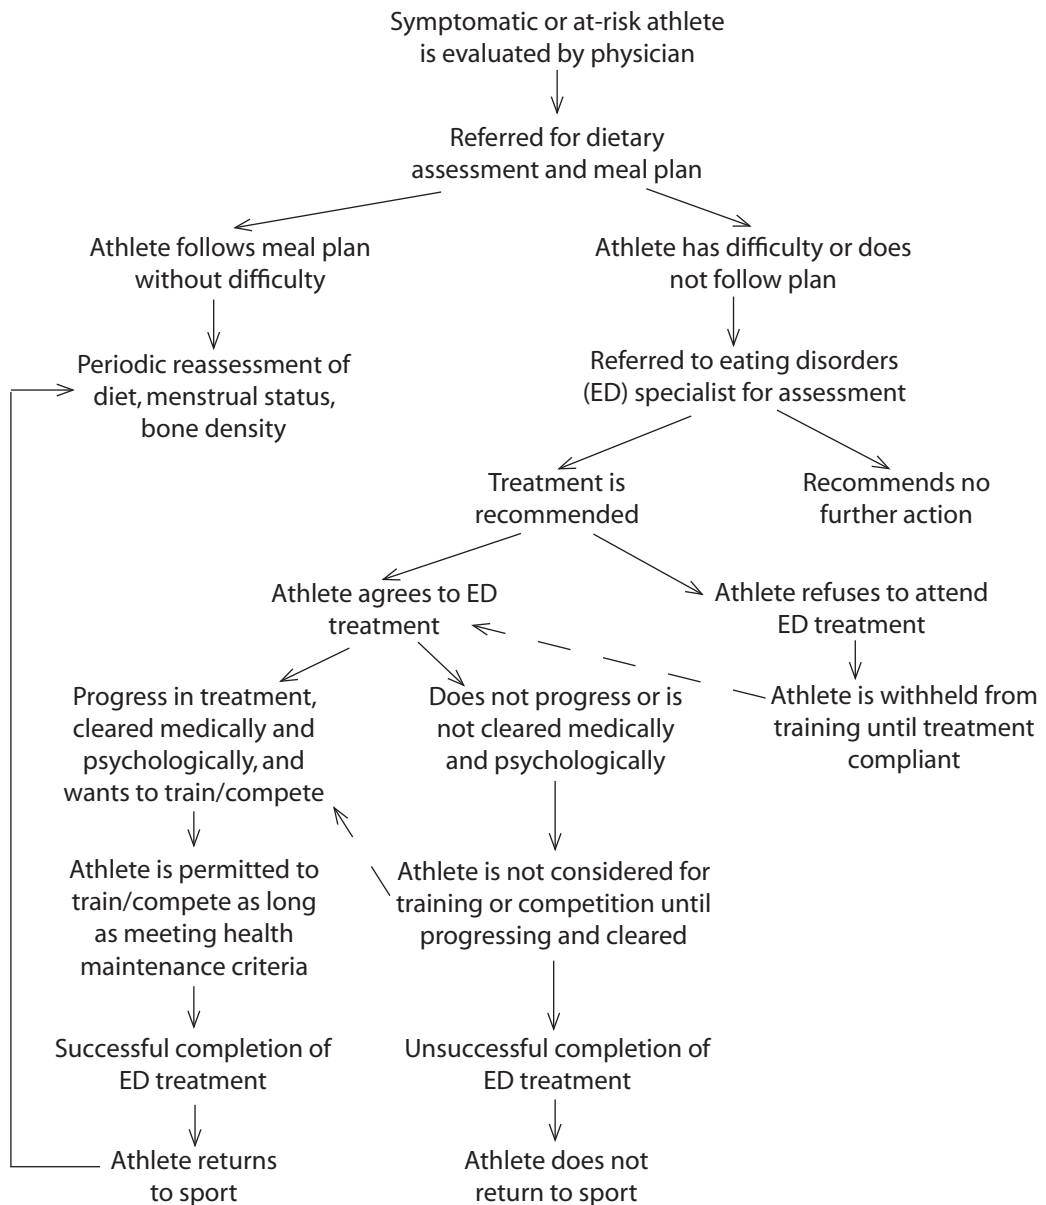 Symptomatic or at-risk athlete
is evaluated by physician
Referred for dietary
assessment and meal plan
Athlete follows meal plan
without difficulty
Athlete has difficulty or does
not follow plan
Periodic reassessment of
diet, menstrual status,
bone density
Referred to eating disorders
(ED) specialist for assessment
Treatment is
recommended
Recommends no
further action
Athlete agrees to ED
treatment
Athlete refuses to attend
ED treatment
Progress in treatment,
cleared medically and
psychologically, and
wants to train/compete
Does not progress or is
not cleared medically
and psychologically
Athlete is withheld from
training until treatment
compliant
Athlete is permitted to
train/compete as long
as meeting health
maintenance criteria
Athlete is not considered for
training or competition until
progressing and cleared
Successful completion of
ED treatment
Unsuccessful completion of
ED treatment
Athlete returns
to sport
Athlete does not
return to sport